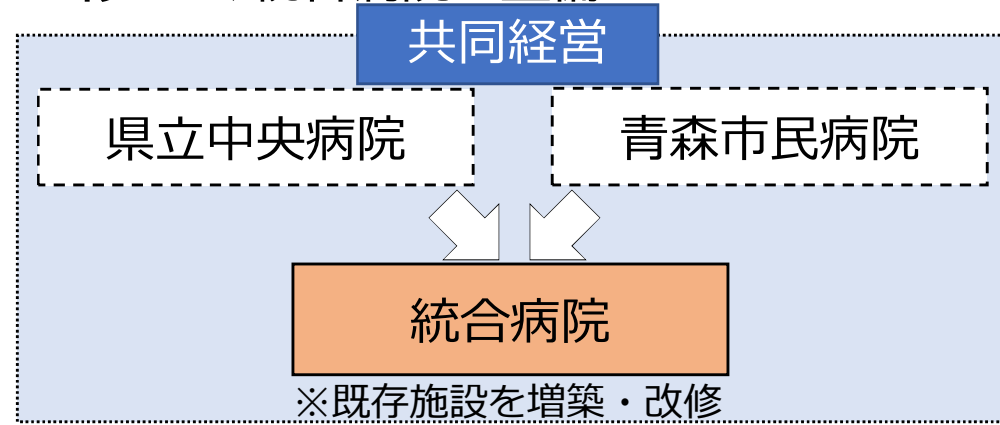 共同経営
県立中央病院
青森市民病院
統合病院
※既存施設を増築・改修